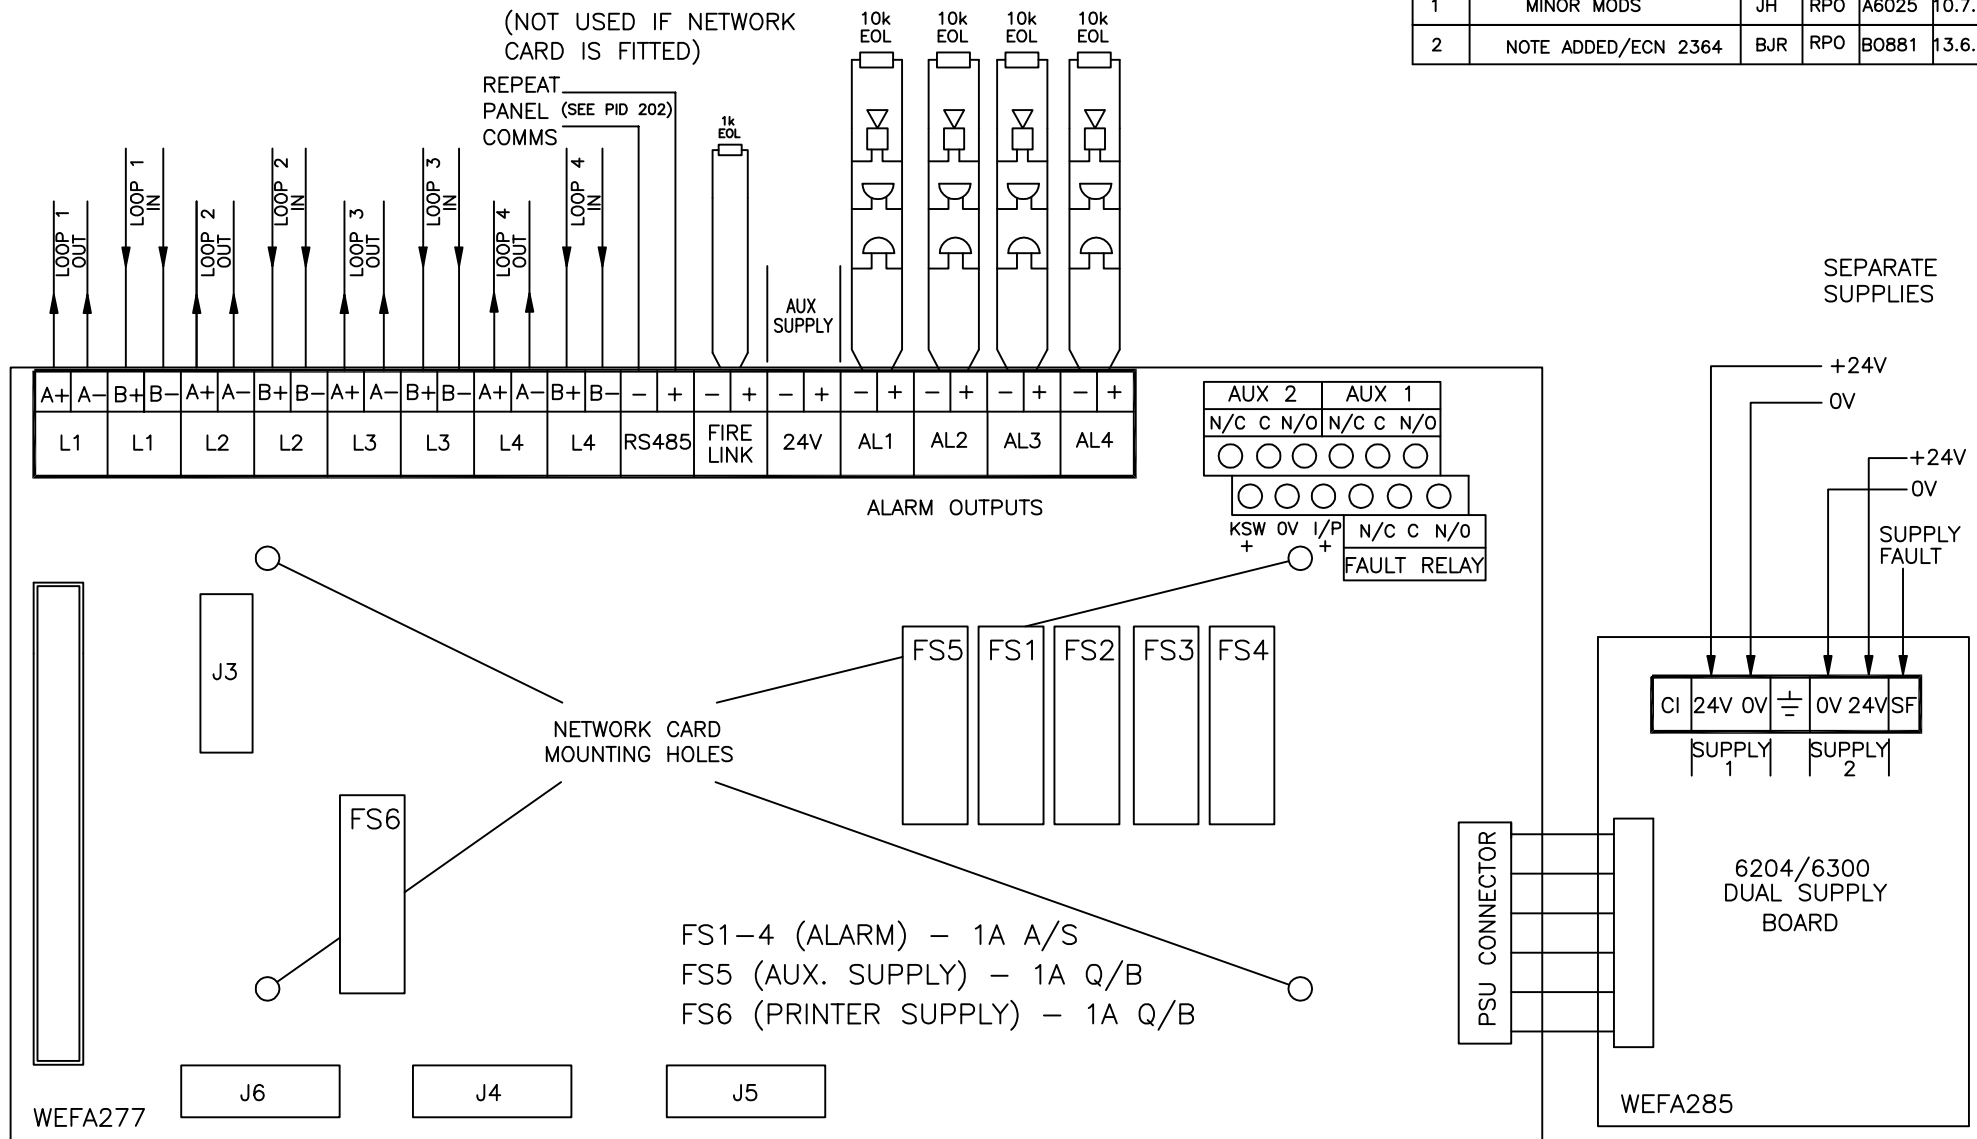 (NOT USED IF NETWORK
CARD IS FITTED)
REPEAT
PANEL (SEE PID 202)
COMMS
1k
EOL
10k
EOL
10k
EOL
10k
EOL
10k
EOL
1 MINOR MODS JH RPO A6025 10.7.
2 NOTE ADDED/ECN 2364 BJR RPO B0881 13.6.
LOOP 1
OUT
LOOP 1
IN
LOOP 2
OUT
LOOP 2
IN
LOOP 3
OUT
LOOP 3
IN
LOOP 4
OUT
LOOP 4
IN
AUX
SUPPLY
SEPARATE
SUPPLIES
+24V
0V
+24V
0V
SUPPLY
FAULT
A+ A- B+ B- A+ A- B+ B- A+ A- B+ B- A+ A- B+ B- - + - + - + - + - + - + - +
L1 L1 L2 L2 L3 L3 L4 L4 RS485 FIRE LINK 24V AL1 AL2 AL3 AL4
ALARM OUTPUTS
AUX 2 AUX 1
N/C C N/O N/C C N/O
KSW 0V I/P N/C C N/O
+ +
FAULT RELAY
J3
FS5 FS1 FS2 FS3 FS4
NETWORK CARD
MOUNTING HOLES
FS6
CI 24V 0V 0V 24V SF
SUPPLY
1
SUPPLY
2
PSU CONNECTOR
6204/6300
DUAL SUPPLY
BOARD
FS1-4 (ALARM) - 1A A/S
FS5 (AUX. SUPPLY) - 1A Q/B
FS6 (PRINTER SUPPLY) - 1A Q/B
J6 J4 J5
WEFA277
WEFA285